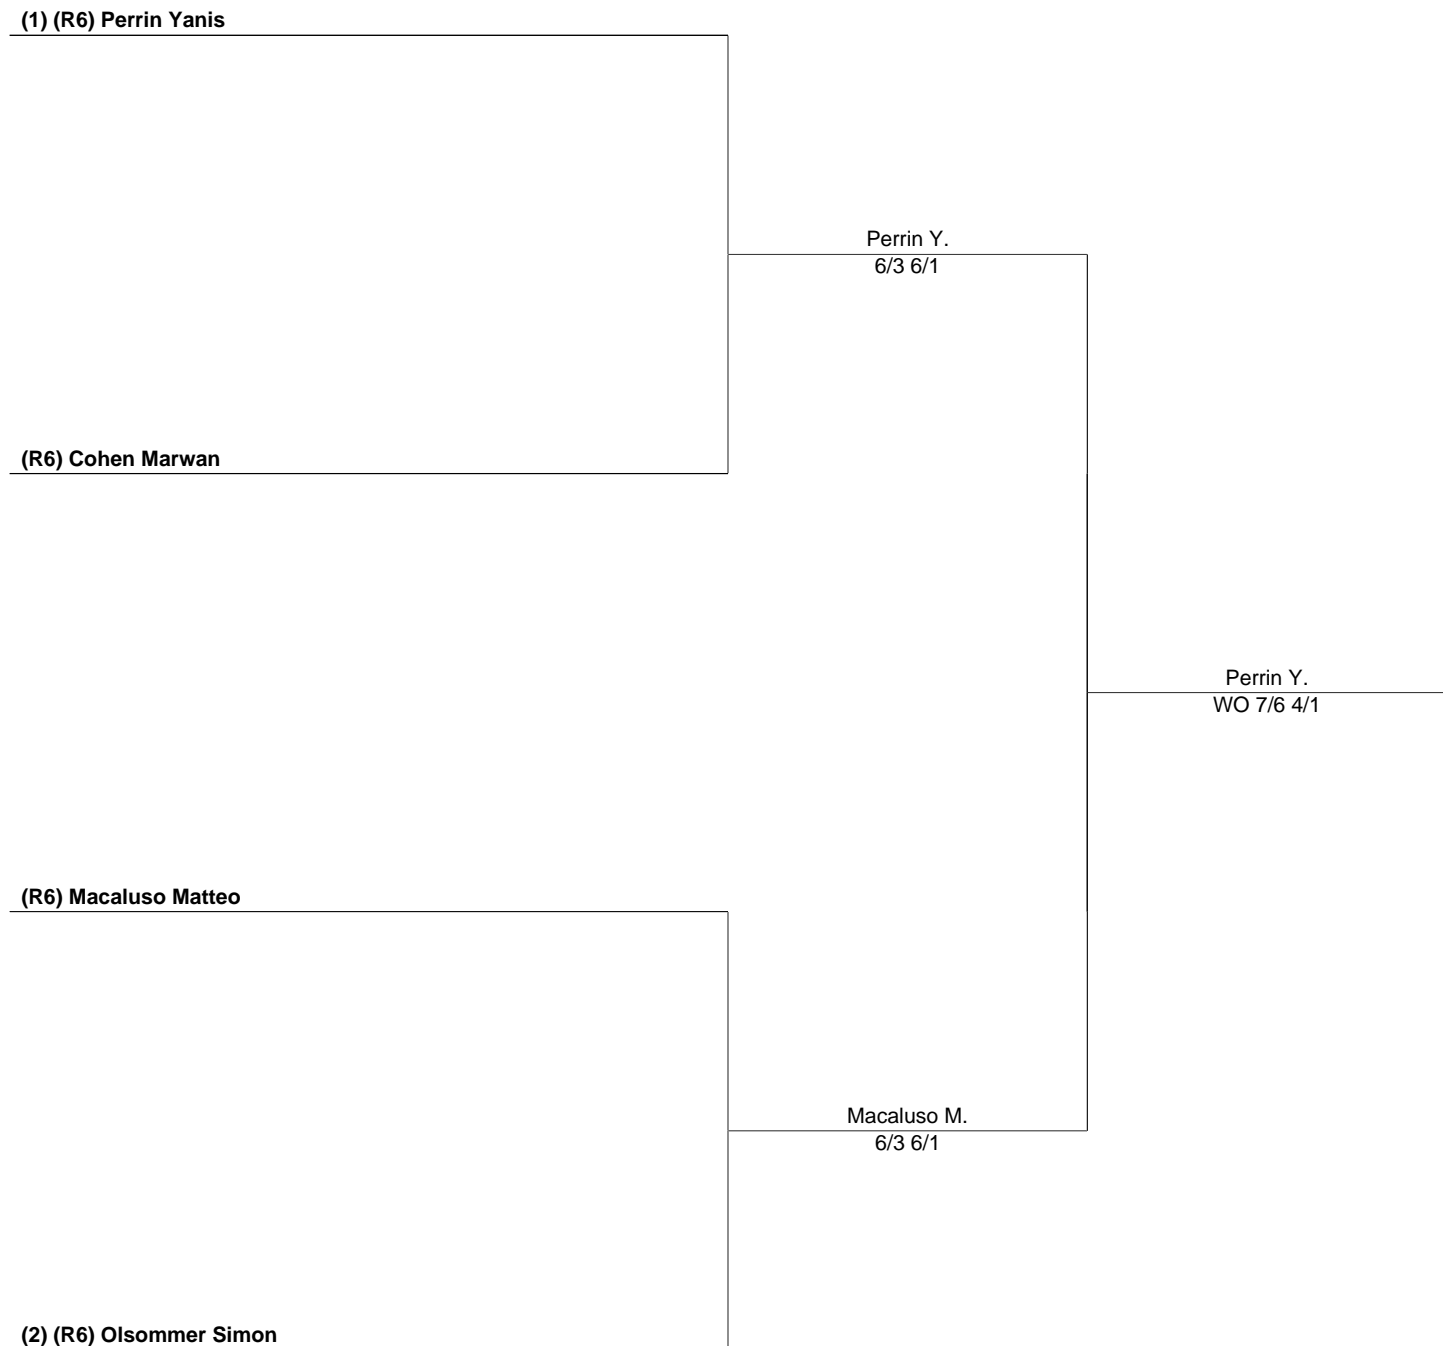 (1) (R6) Perrin Yanis
Perrin Y.
6/3 6/1
(R6) Cohen Marwan
Perrin Y.
WO 7/6 4/1
(R6) Macaluso Matteo
Macaluso M.
6/3 6/1
(2) (R6) Olsommer Simon